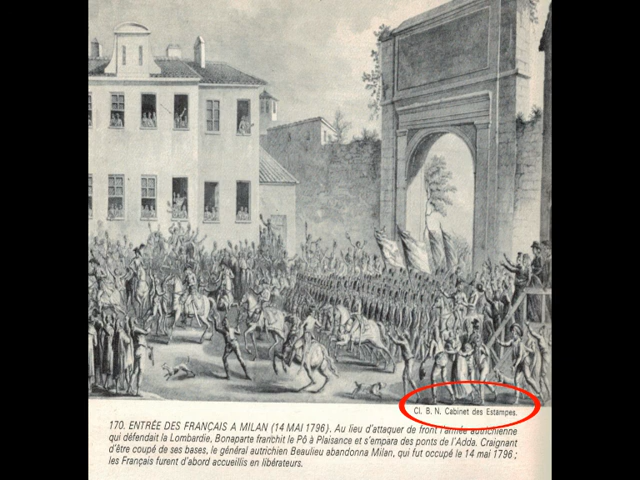 Cl. B. N. Cabinet des Estampes.
170. ENTRÉE DES FRANÇAIS A MILAN (14 MAI 1796). Au lieu d'attaquer de front l'armée autrichienne
qui défendait la Lombardie, Bonaparte franchit le Pô à Plaisance et s'empara des ponts de l'Adda. Craignant
d'être coupé de ses bases, le général autrichien Beaulieu abandonna Milan, qui fut occupé le 14 mai 1796 ;
les Français furent d'abord accueillis en libérateurs.